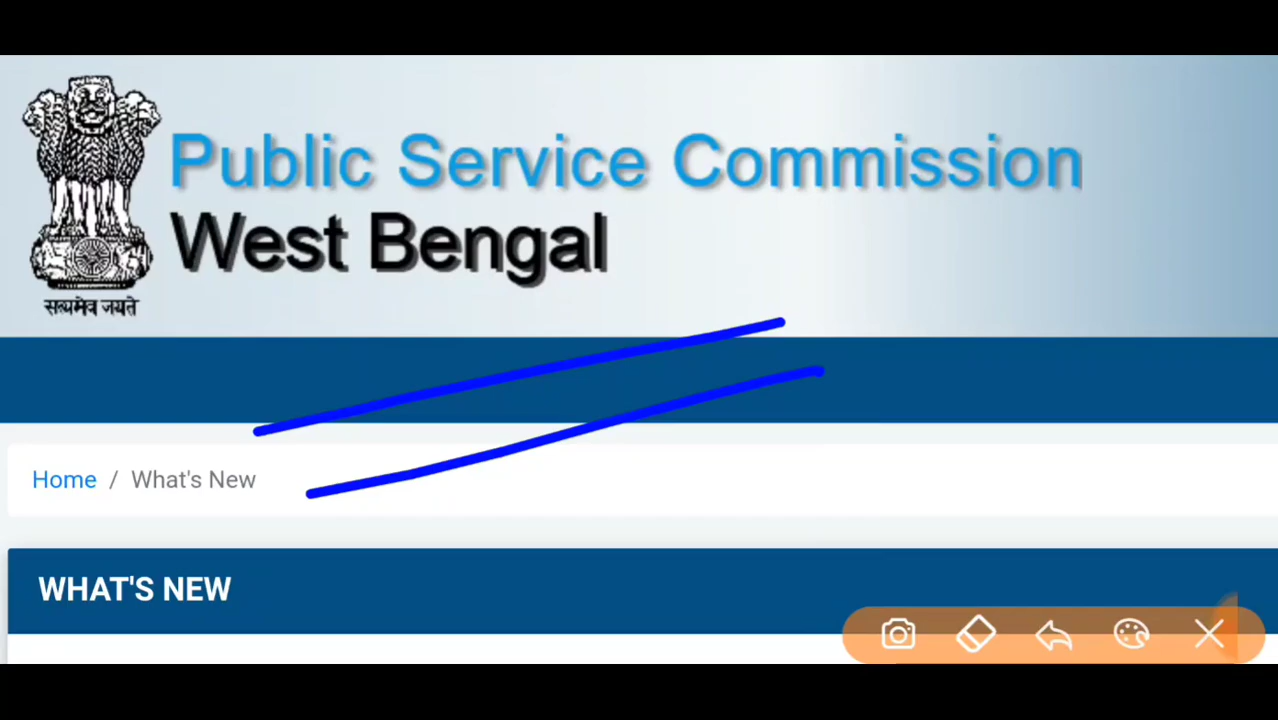 Public Service Commission
West Bengal
सत्यमेव जयते
Home / What's New
WHAT'S NEW